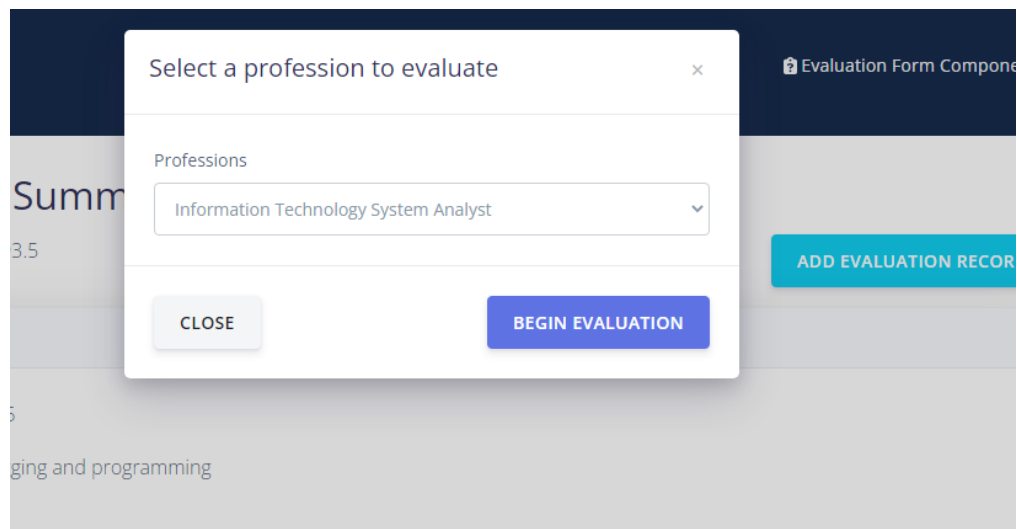 Select a profession to evaluate ×
Evaluation Form Compone
Professions
Summ
Information Technology System Analyst
3.5
ADD EVALUATION RECOR
CLOSE
BEGIN EVALUATION
ging and programming